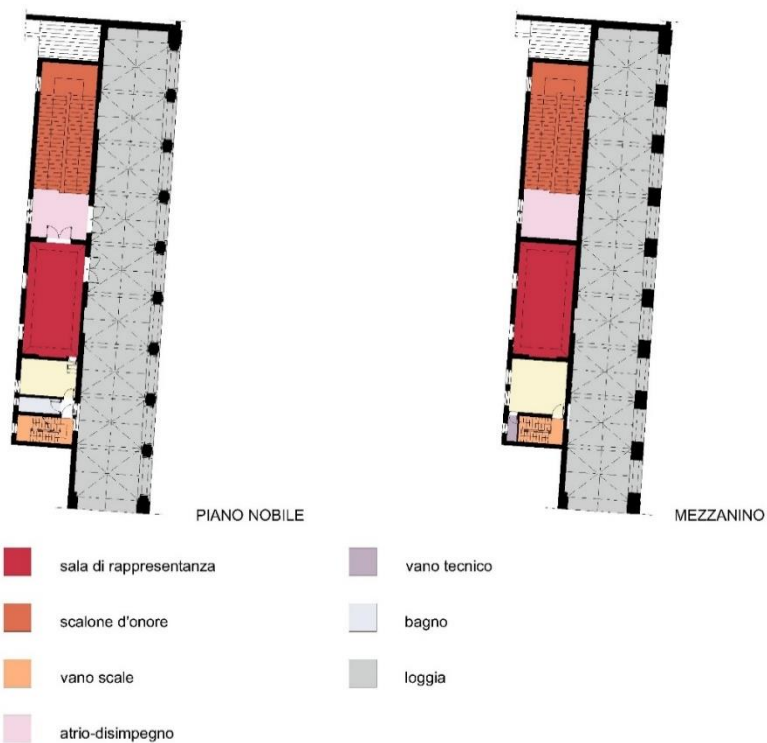 PIANO NOBILE
MEZZANINO
sala di rappresentanza
vano tecnico
scalone d'onore
bagno
vano scale
loggia
atrio-disimpegno